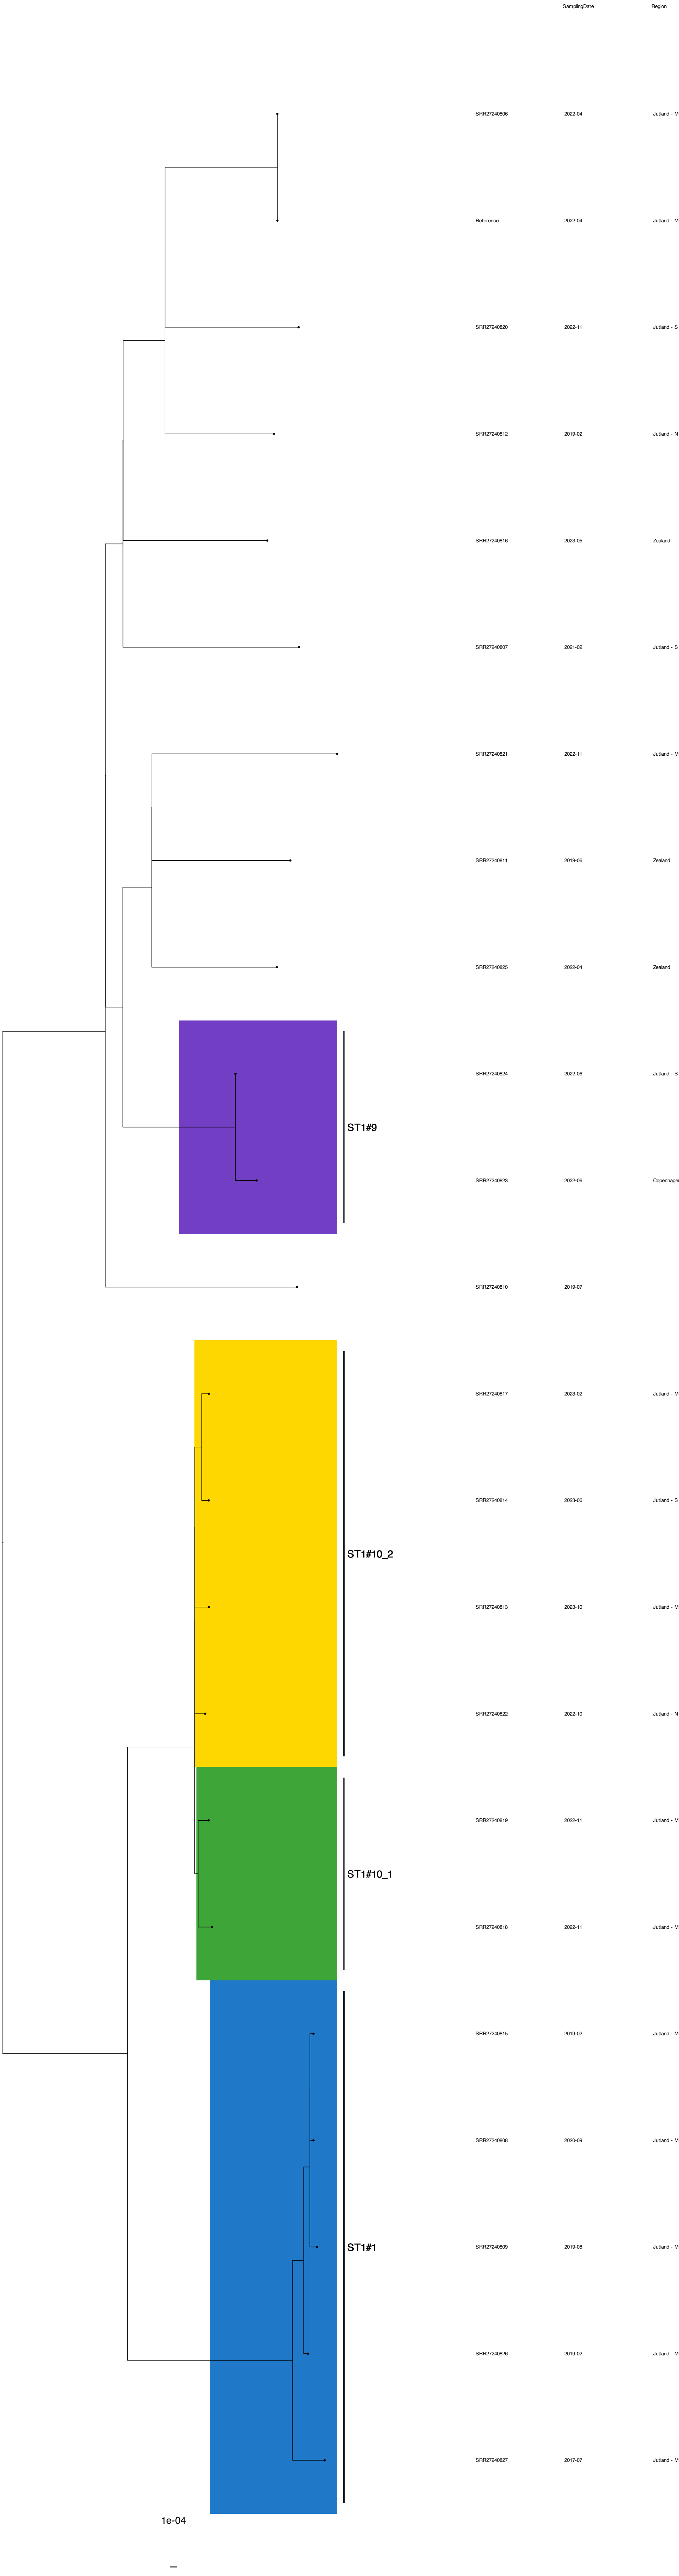 SamplingDate Region
SRR27240806 2022-04 Jutland - M
Reference 2022-04 Jutland - M
SRR27240820 2022-11 Jutland - S
SRR27240812 2019-02 Jutland - N
SRR27240816 2023-05 Zealand
SRR27240807 2021-02 Jutland - S
SRR27240821 2022-11 Jutland - M
SRR27240811 2019-06 Zealand
SRR27240825 2022-04 Zealand
SRR27240824 2022-06 Jutland - S
ST1#9
SRR27240823 2022-06 Copenhagen
SRR27240810 2019-07
SRR27240817 2023-02 Jutland - M
SRR27240814 2023-06 Jutland - S
ST1#10_2
SRR27240813 2023-10 Jutland - M
SRR27240822 2022-10 Jutland - N
SRR27240819 2022-11 Jutland - M
ST1#10_1
SRR27240818 2022-11 Jutland - M
SRR27240815 2019-02 Jutland - M
SRR27240808 2020-09 Jutland - M
ST1#1
SRR27240809 2019-08 Jutland - M
SRR27240826 2019-02 Jutland - M
SRR27240827 2017-07 Jutland - M
1e-04